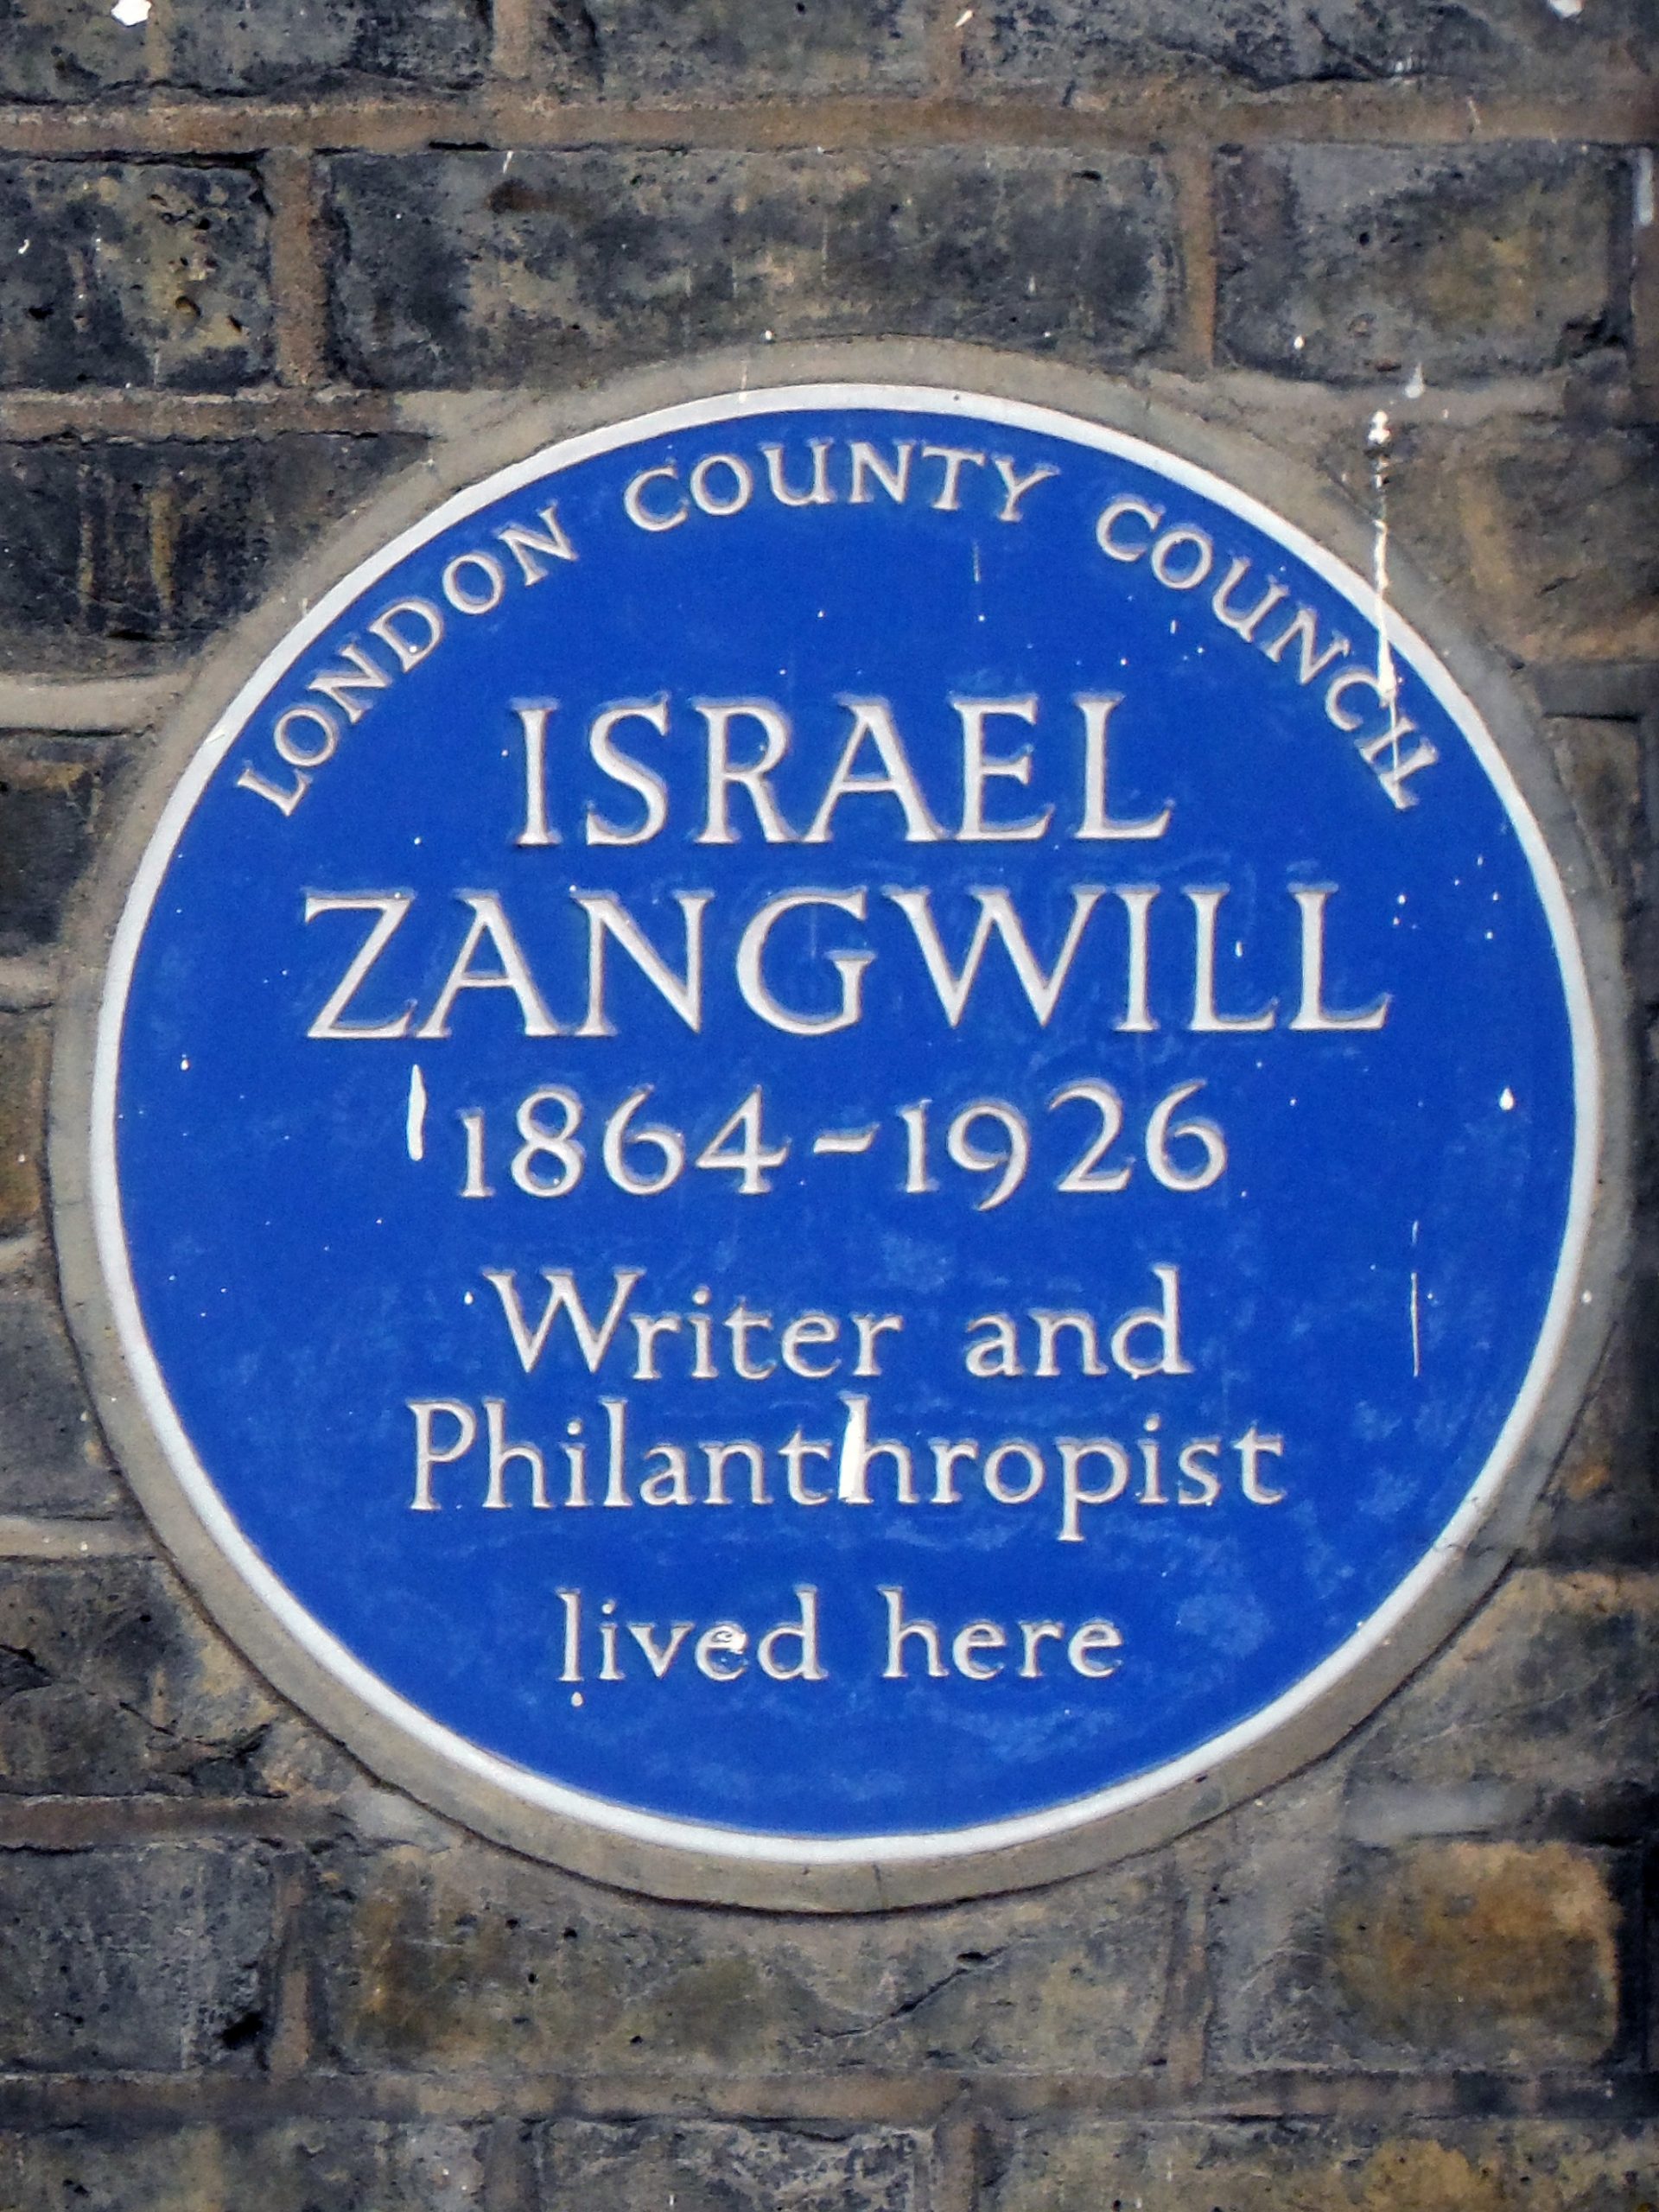 LONDON COUNTY COUNCIL
ISRAEL
ZANGWILL
1864-1926
Writer and
Philanthropist
lived here